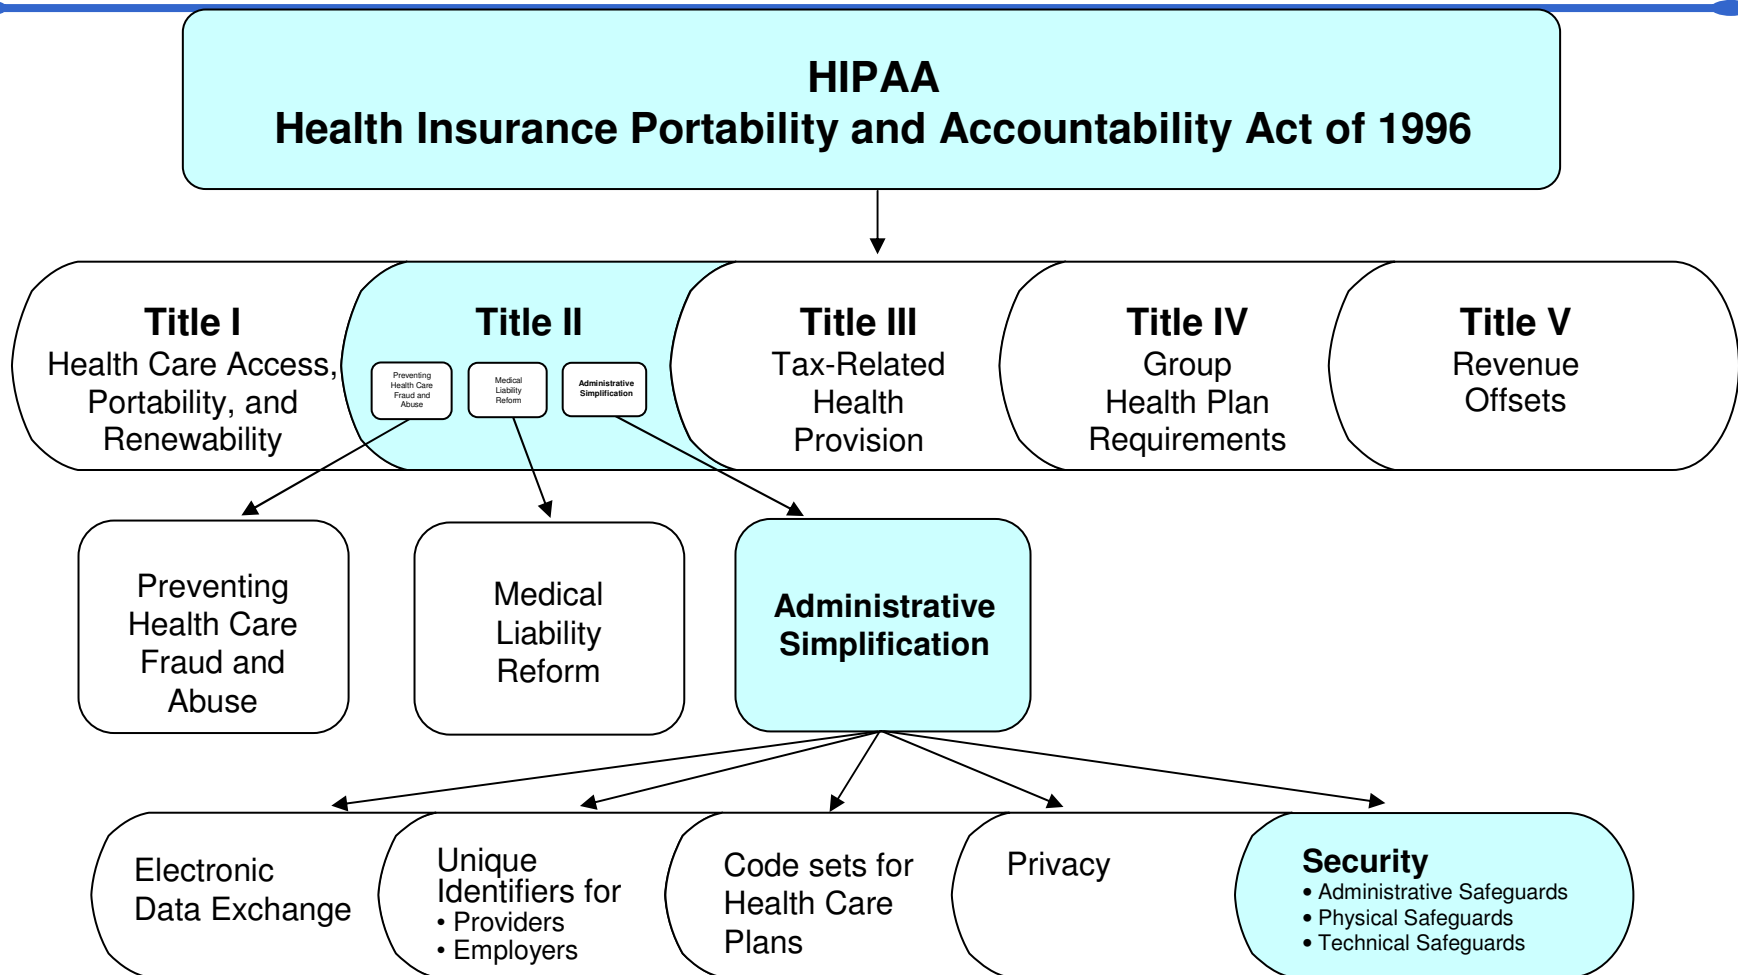 HIPAA
Health Insurance Portability and Accountability Act of 1996
Title I
Health Care Access,
Portability, and
Renewability
Title II
Preventing
Health Care
Fraud and
Abuse
Medical
Liability
Reform
Administrative
Simplification
Title III
Tax-Related
Health
Provision
Title IV
Group
Health Plan
Requirements
Title V
Revenue
Offsets
Preventing
Health Care
Fraud and
Abuse
Medical
Liability
Reform
Administrative
Simplification
Electronic
Data Exchange
Unique
Identifiers for
• Providers
• Employers
Code sets for
Health Care
Plans
Privacy
Security
• Administrative Safeguards
• Physical Safeguards
• Technical Safeguards